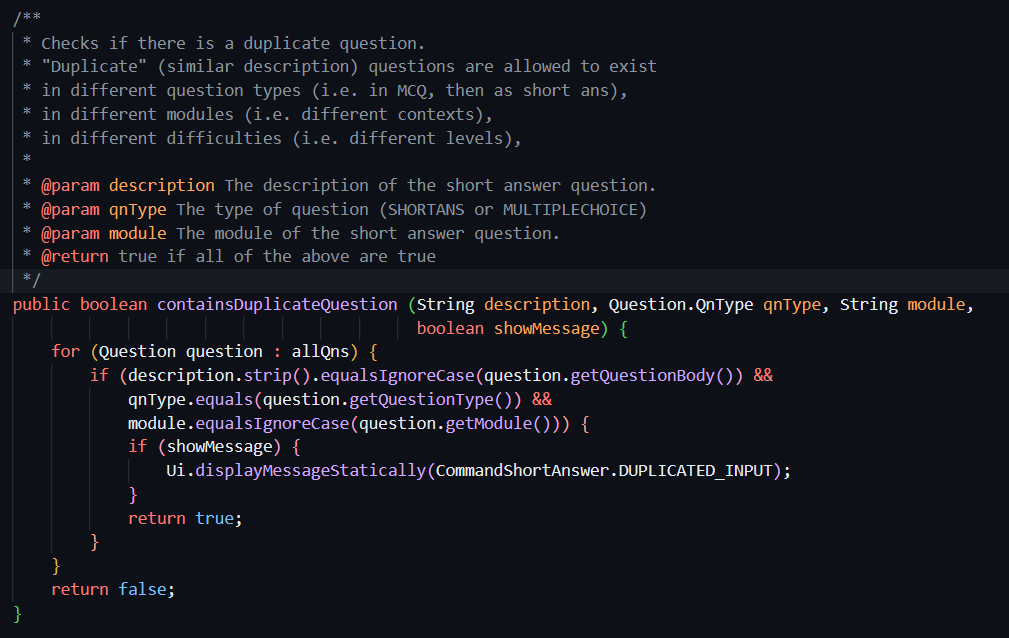 /**
 * Checks if there is a duplicate question.
 * "Duplicate" (similar description) questions are allowed to exist
 * in different question types (i.e. in MCQ, then as short ans),
 * in different modules (i.e. different contexts),
 * in different difficulties (i.e. different levels),
 *
 * @param description The description of the short answer question.
 * @param qnType The type of question (SHORTANS or MULTIPLECHOICE)
 * @param module The module of the short answer question.
 * @return true if all of the above are true
 */
public boolean containsDuplicateQuestion (String description, Question.QnType qnType, String module,
                                          boolean showMessage) {
    for (Question question : allQns) {
        if (description.strip().equalsIgnoreCase(question.getQuestionBody()) &&
            qnType.equals(question.getQuestionType()) &&
            module.equalsIgnoreCase(question.getModule())) {
            if (showMessage) {
                Ui.displayMessageStatically(CommandShortAnswer.DUPLICATED_INPUT);
            }
            return true;
        }
    }
    return false;
}